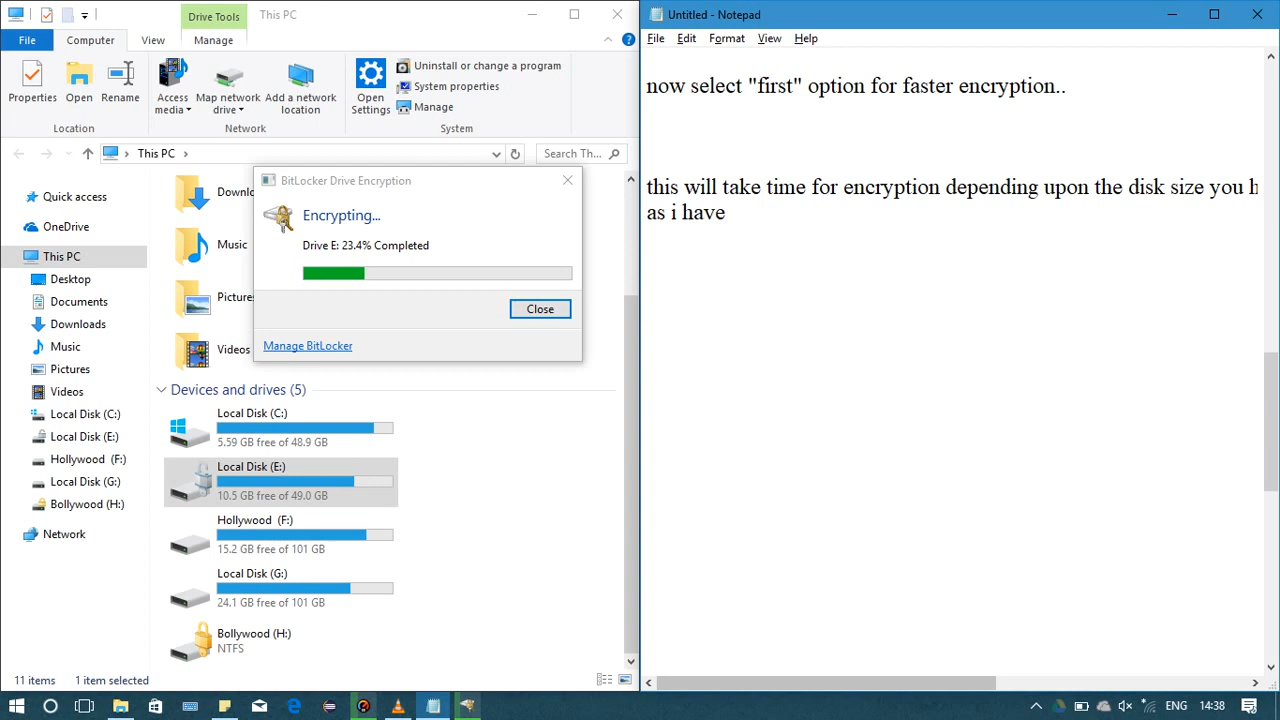 Drive Tools
This PC
File
Computer
View
Manage
Properties
Open
Rename
Access media
Map network drive
Add a network location
Open Settings
Uninstall or change a program
System properties
Manage
Location
Network
System
This PC
Search Th...
Quick access
OneDrive
This PC
Desktop
Documents
Downloads
Music
Pictures
Videos
Local Disk (C:)
Local Disk (E:)
Hollywood (F:)
Local Disk (G:)
Bollywood (H:)
Network
Music
Videos
BitLocker Drive Encryption
Encrypting...
Drive E: 23.4% Completed
Close
Manage BitLocker
Devices and drives (5)
Local Disk (C:)
5.59 GB free of 48.9 GB
Local Disk (E:)
10.5 GB free of 49.0 GB
Hollywood (F:)
15.2 GB free of 101 GB
Local Disk (G:)
24.1 GB free of 101 GB
Bollywood (H:)
NTFS
11 items
1 item selected
Untitled - Notepad
File
Edit
Format
View
Help
now select "first" option for faster encryption..
this will take time for encryption depending upon the disk size you
as i have
ENG
14:38